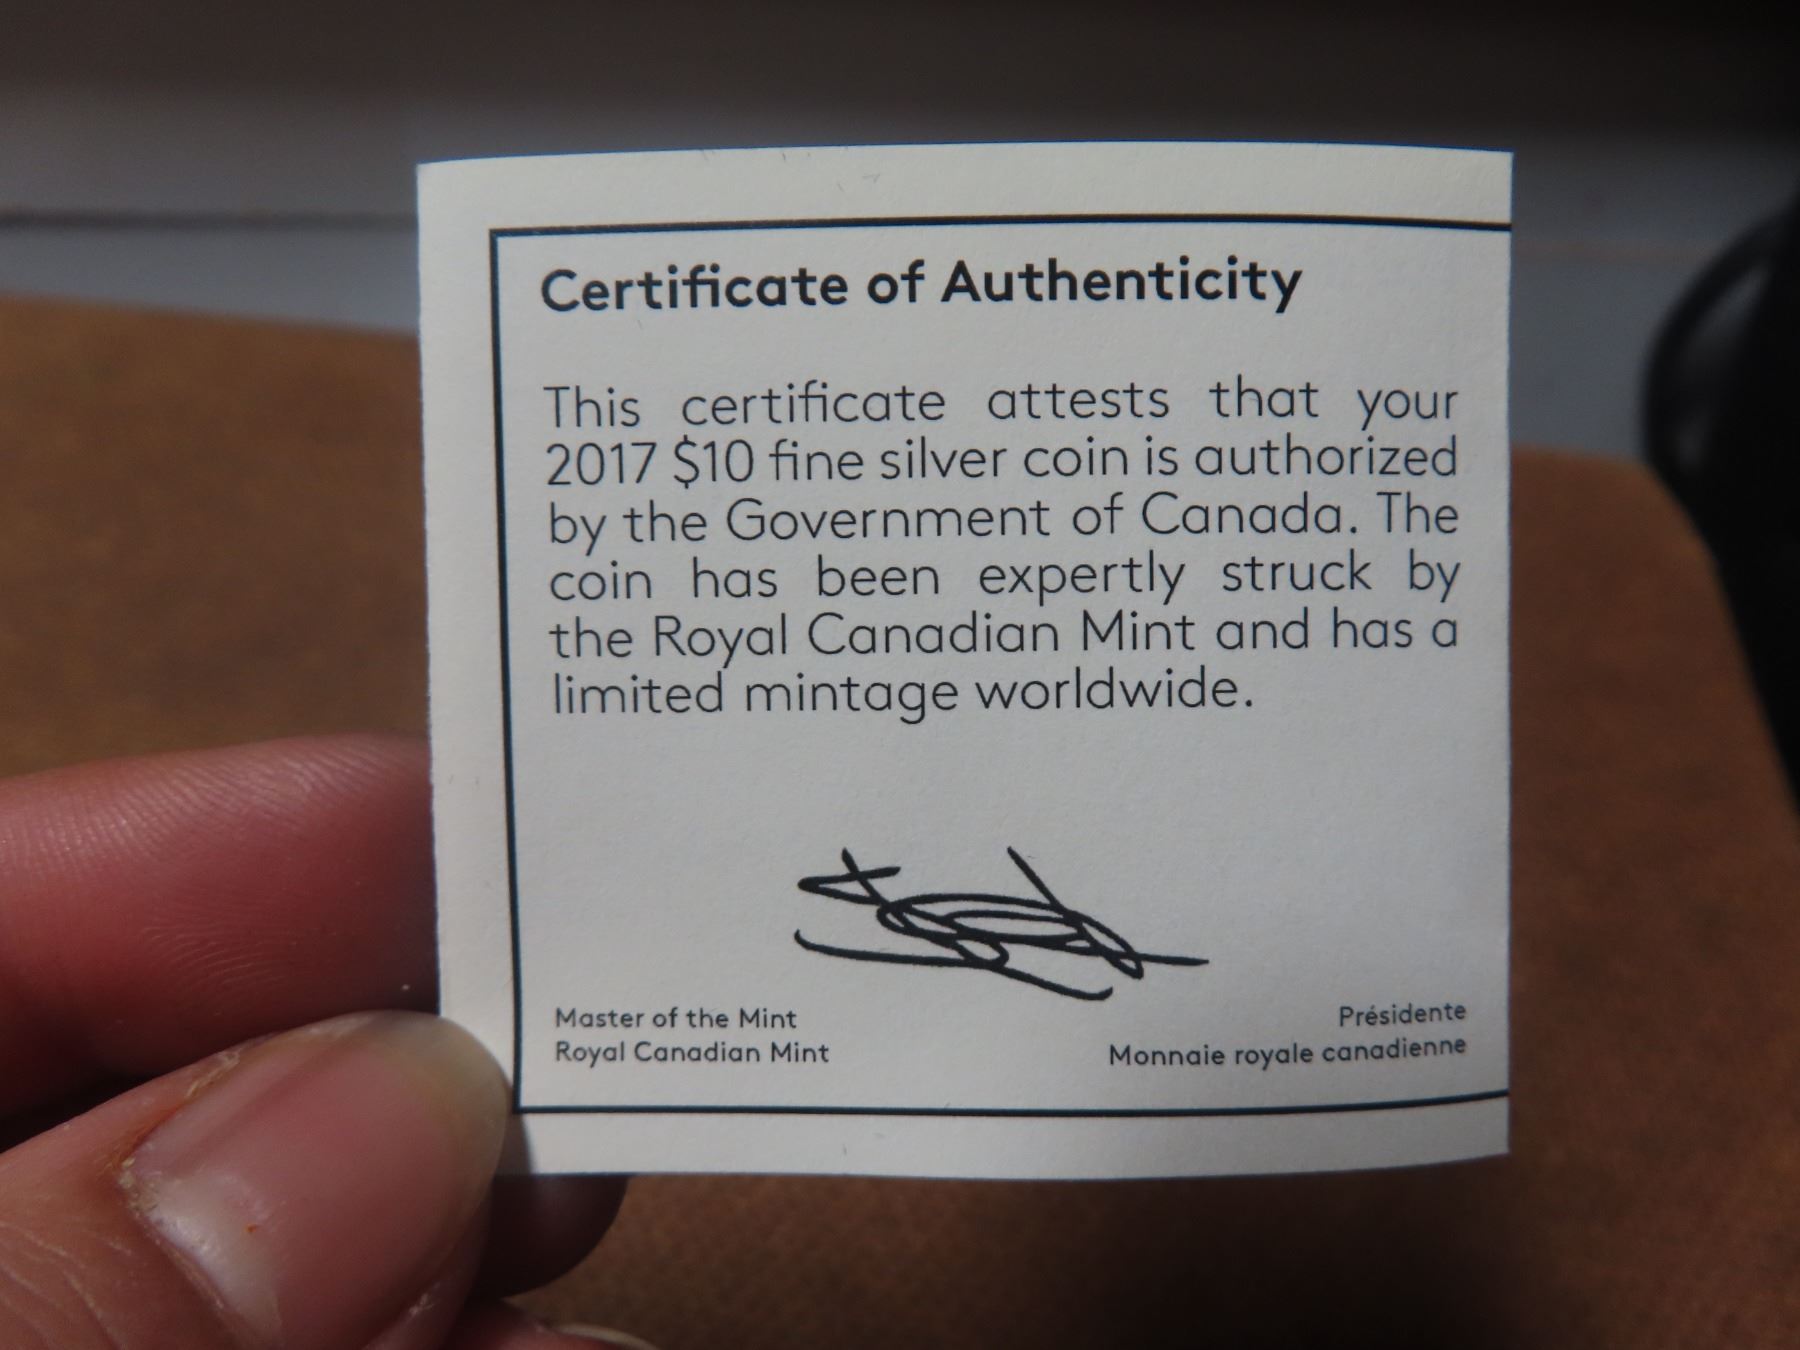 Certificate of Authenticity
This certificate attests that your
2017 $10 fine silver coin is authorized
by the Government of Canada. The
coin has been expertly struck by
the Royal Canadian Mint and has a
limited mintage worldwide.
Master of the Mint
Royal Canadian Mint
Présidente
Monnaie royale canadienne